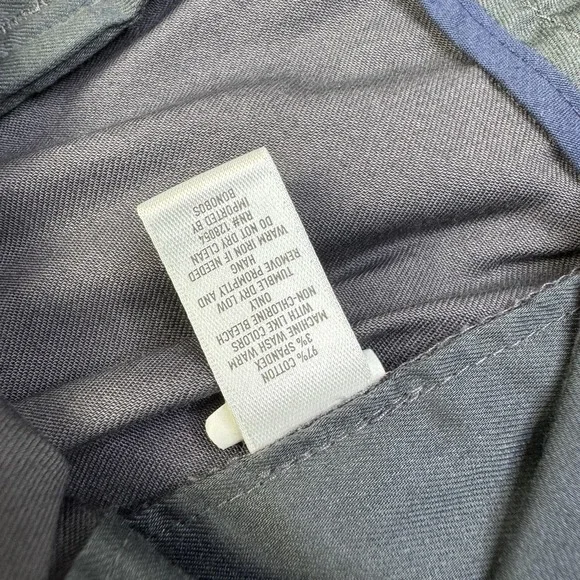 97% COTTON
3% SPANDEX
MACHINE WASH WARM
WITH LIKE COLORS
NON-CHLORINE BLEACH
ONLY
TUMBLE DRY LOW
REMOVE PROMPTLY AND
HANG
WARM IRON IF NEEDED
DO NOT DRY CLEAN
RN# 128064
IMPORTED BY
BONOBOS